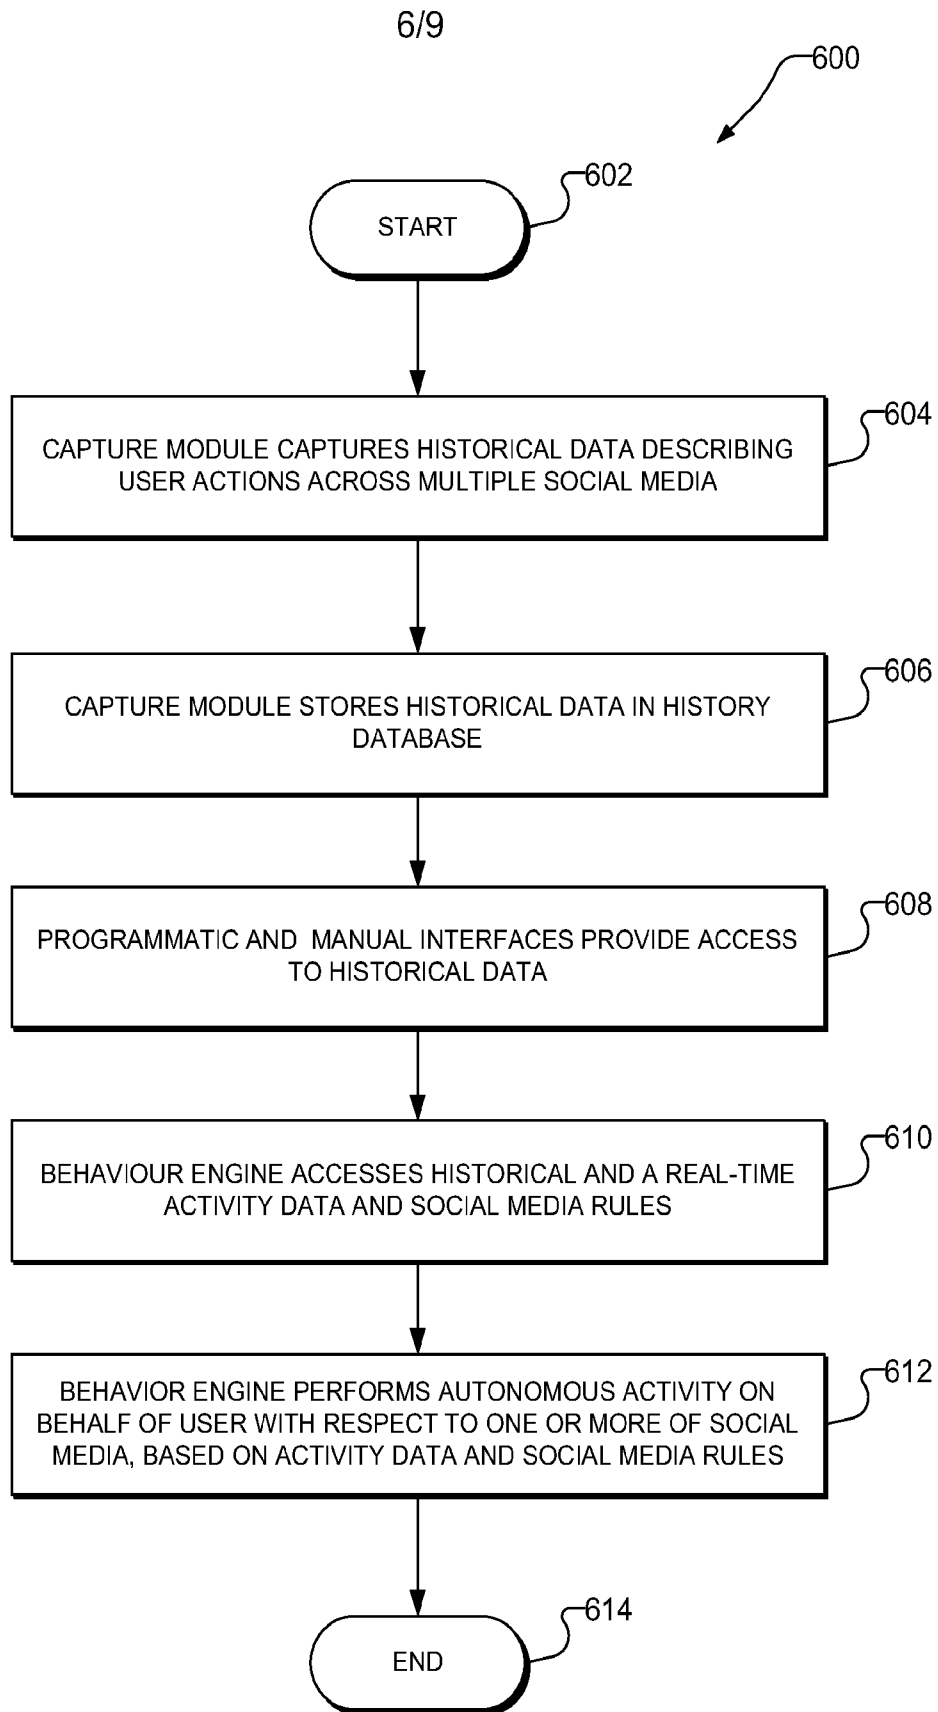 6/9
600
602
START
604
CAPTURE MODULE CAPTURES HISTORICAL DATA DESCRIBING
USER ACTIONS ACROSS MULTIPLE SOCIAL MEDIA
606
CAPTURE MODULE STORES HISTORICAL DATA IN HISTORY
DATABASE
608
PROGRAMMATIC AND MANUAL INTERFACES PROVIDE ACCESS
TO HISTORICAL DATA
610
BEHAVIOUR ENGINE ACCESSES HISTORICAL AND A REAL-TIME
ACTIVITY DATA AND SOCIAL MEDIA RULES
612
BEHAVIOR ENGINE PERFORMS AUTONOMOUS ACTIVITY ON
BEHALF OF USER WITH RESPECT TO ONE OR MORE OF SOCIAL
MEDIA, BASED ON ACTIVITY DATA AND SOCIAL MEDIA RULES
614
END